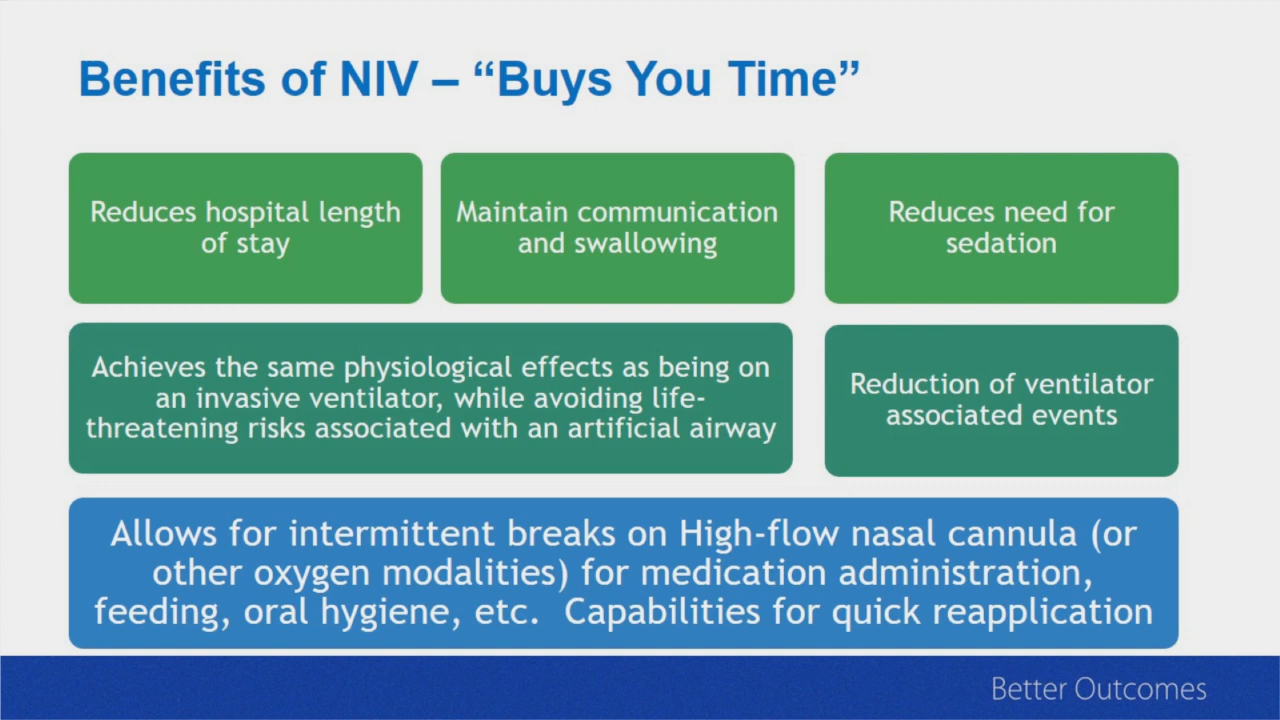 Benefits of NIV – “Buys You Time”
Reduces hospital length
of stay
Maintain communication
and swallowing
Reduces need for
sedation
Achieves the same physiological effects as being on
an invasive ventilator, while avoiding life-
threatening risks associated with an artificial airway
Reduction of ventilator
associated events
Allows for intermittent breaks on High-flow nasal cannula (or
other oxygen modalities) for medication administration,
feeding, oral hygiene, etc.  Capabilities for quick reapplication
Better Outcomes